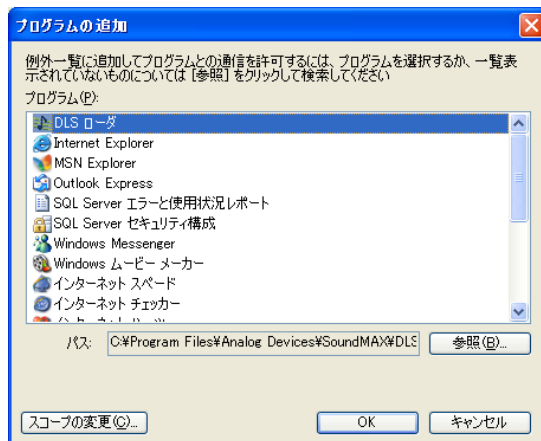 プログラムの追加
例外一覧に追加してプログラムとの通信を許可するには、プログラムを選択するか、一覧表
示されていないものについては [参照] をクリックして検索してください
プログラム(P):
DLS ローダ
Internet Explorer
MSN Explorer
Outlook Express
SQL Server エラーと使用状況レポート
SQL Server セキュリティ構成
Windows Messenger
Windows ムービー メーカー
インターネット スペード
インターネット チェッカー
パス: C:¥Program Files¥Analog Devices¥SoundMAX¥DLS
参照(B)...
スコープの変更(C)...
OK
キャンセル